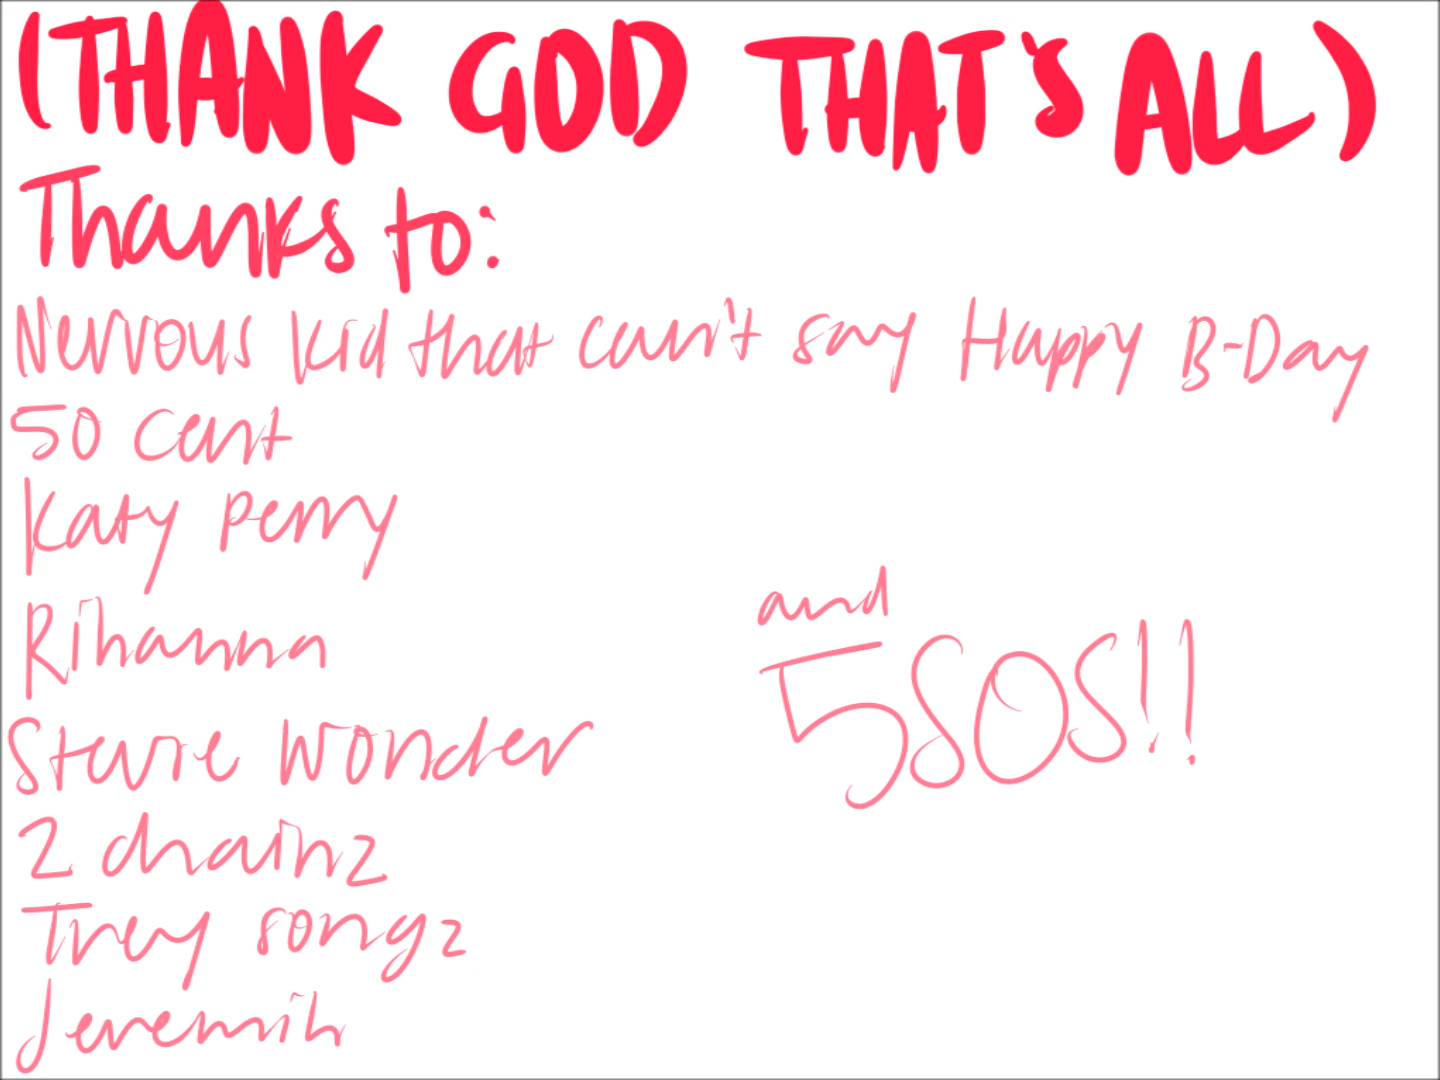 (THANK GOD THAT'S ALL)
Thanks to:
Nervous kid that can't say Happy B-Day
50 cent
Katy perry
Rihanna
Stevie wonder
2 chainz
Trey songz
Jeremih
and
5SOS!!